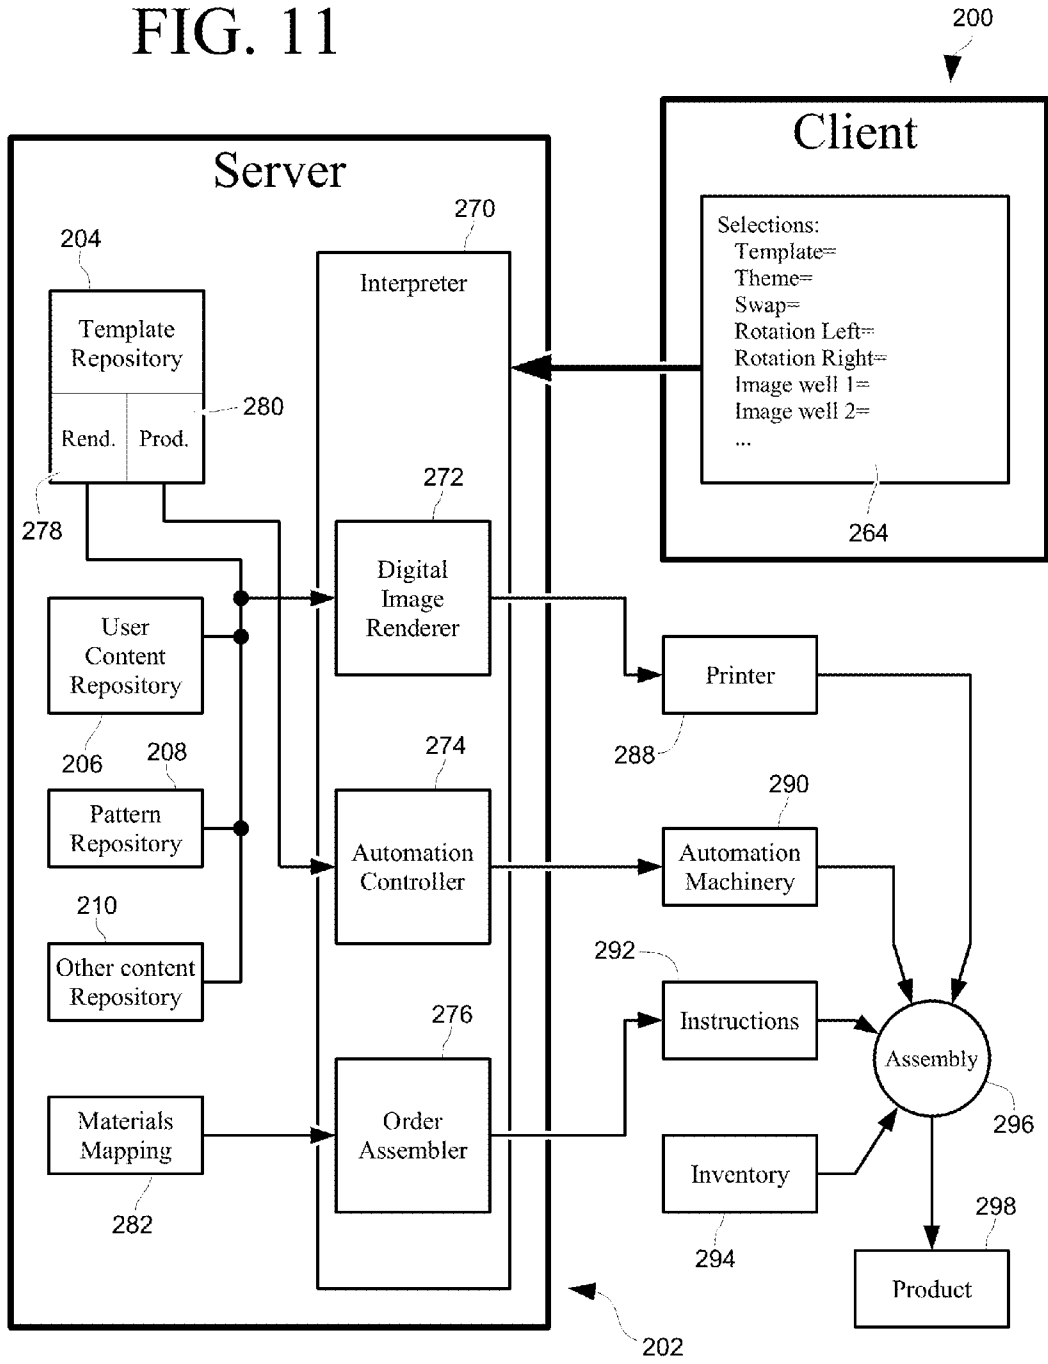 FIG. 11
200
Client
Selections:
Template=
Theme=
Swap=
Rotation Left=
Rotation Right=
Image well 1=
Image well 2=
...
264
Server
270
Interpreter
204
Template
Repository
Rend.
Prod.
280
278
272
Digital
Image
Renderer
User
Content
Repository
206
Printer
288
208
Pattern
Repository
274
Automation
Controller
290
Automation
Machinery
210
Other content
Repository
292
Instructions
276
Order
Assembler
Assembly
296
Materials
Mapping
282
Inventory
294
298
Product
202